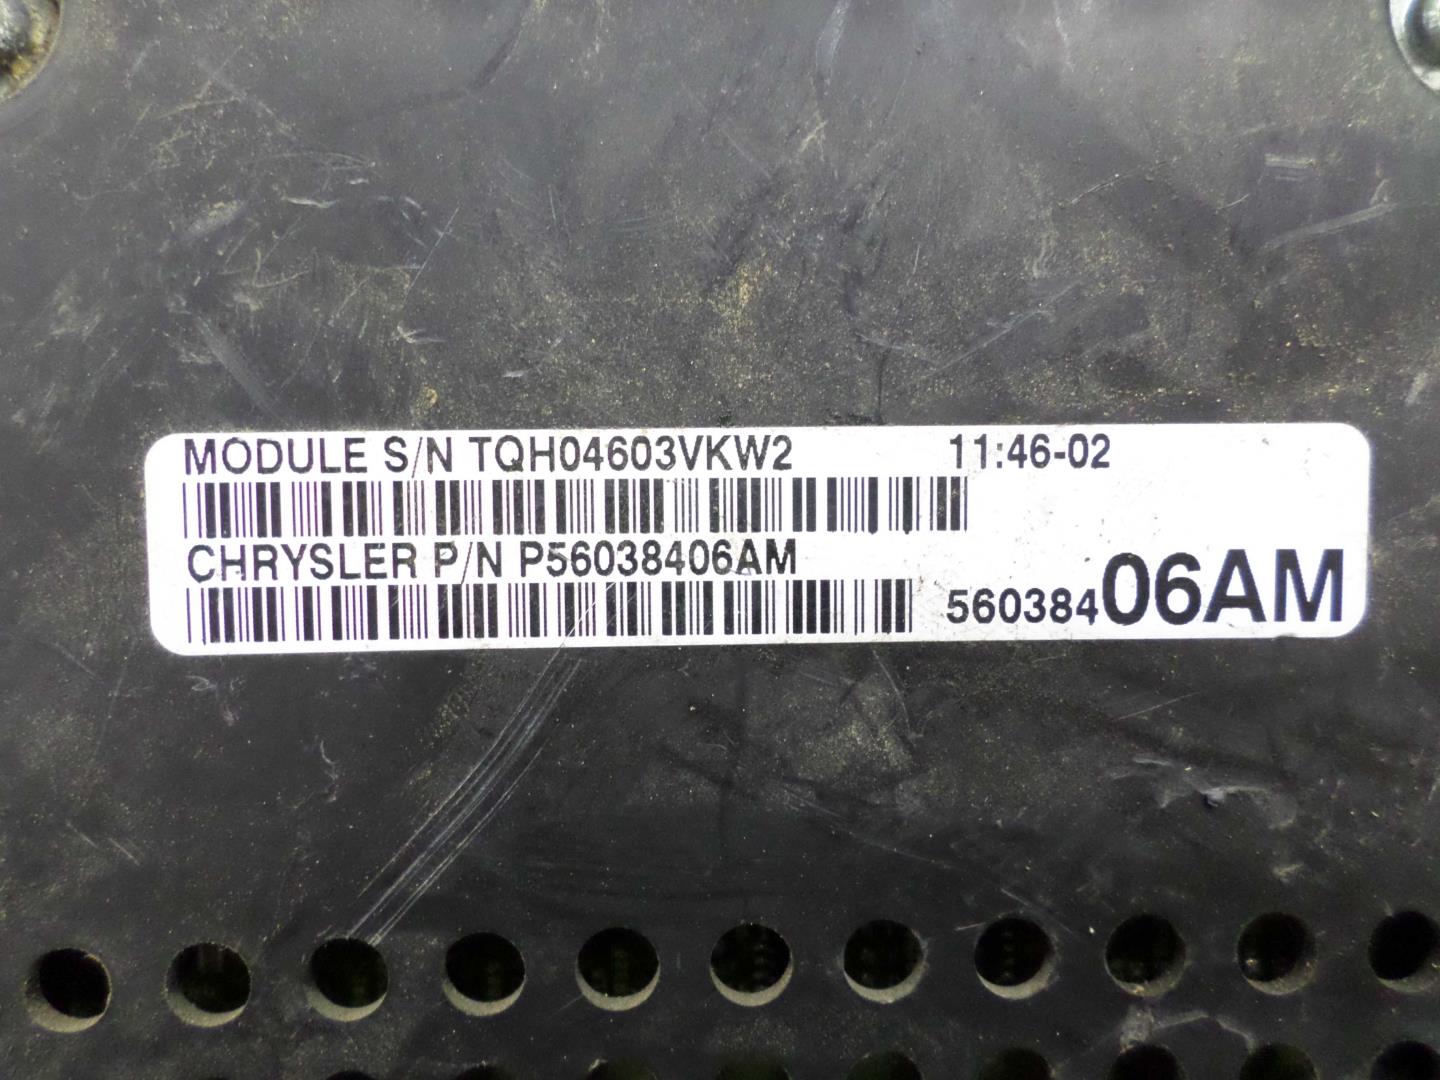 MODULE S/N TQH04603VKW2 11:46-02
CHRYSLER P/N P56038406AM
56038406AM